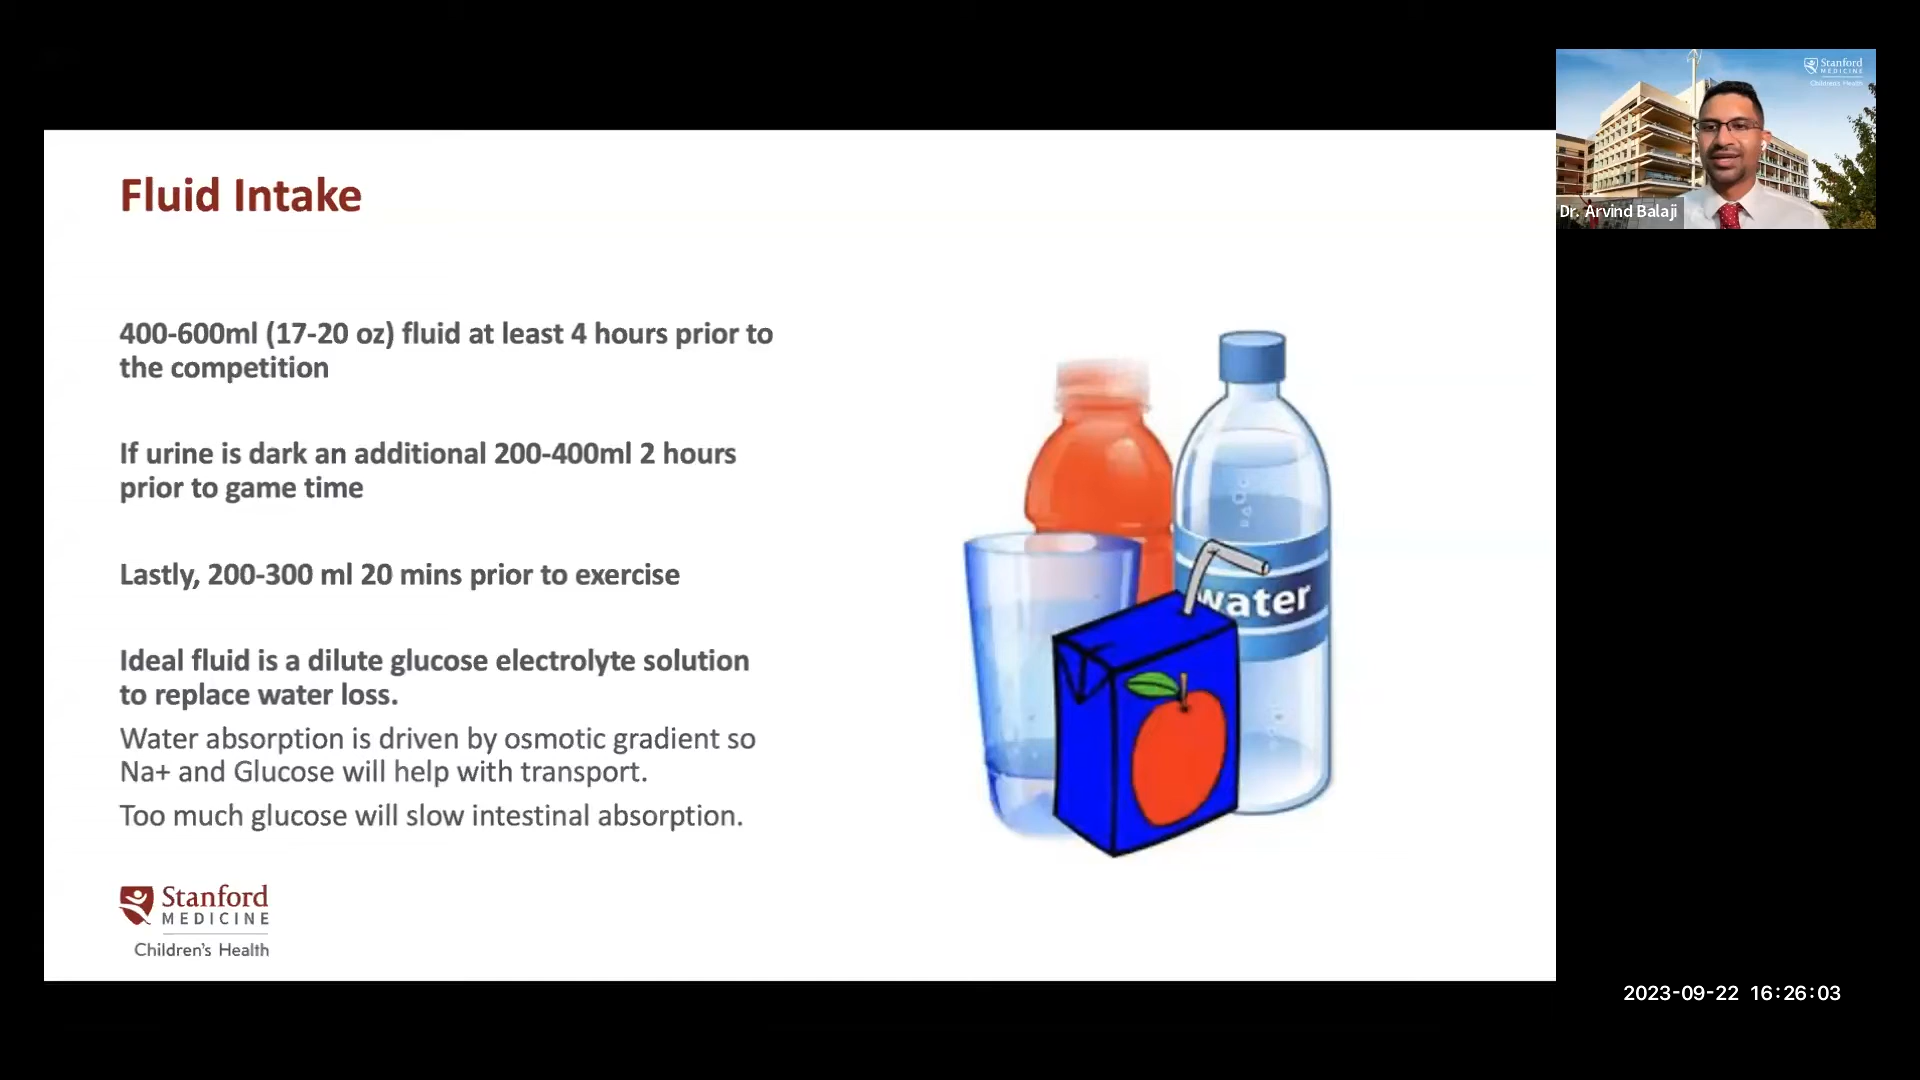 Stanford
MEDICINE
Children's Health
Dr. Arvind Balaji
Fluid Intake
400-600ml (17-20 oz) fluid at least 4 hours prior to
the competition
If urine is dark an additional 200-400ml 2 hours
prior to game time
Lastly, 200-300 ml 20 mins prior to exercise
Ideal fluid is a dilute glucose electrolyte solution
to replace water loss.
Water absorption is driven by osmotic gradient so
Na+ and Glucose will help with transport.
Too much glucose will slow intestinal absorption.
water
Stanford
MEDICINE
Children's Health
2023-09-22 16:26:03